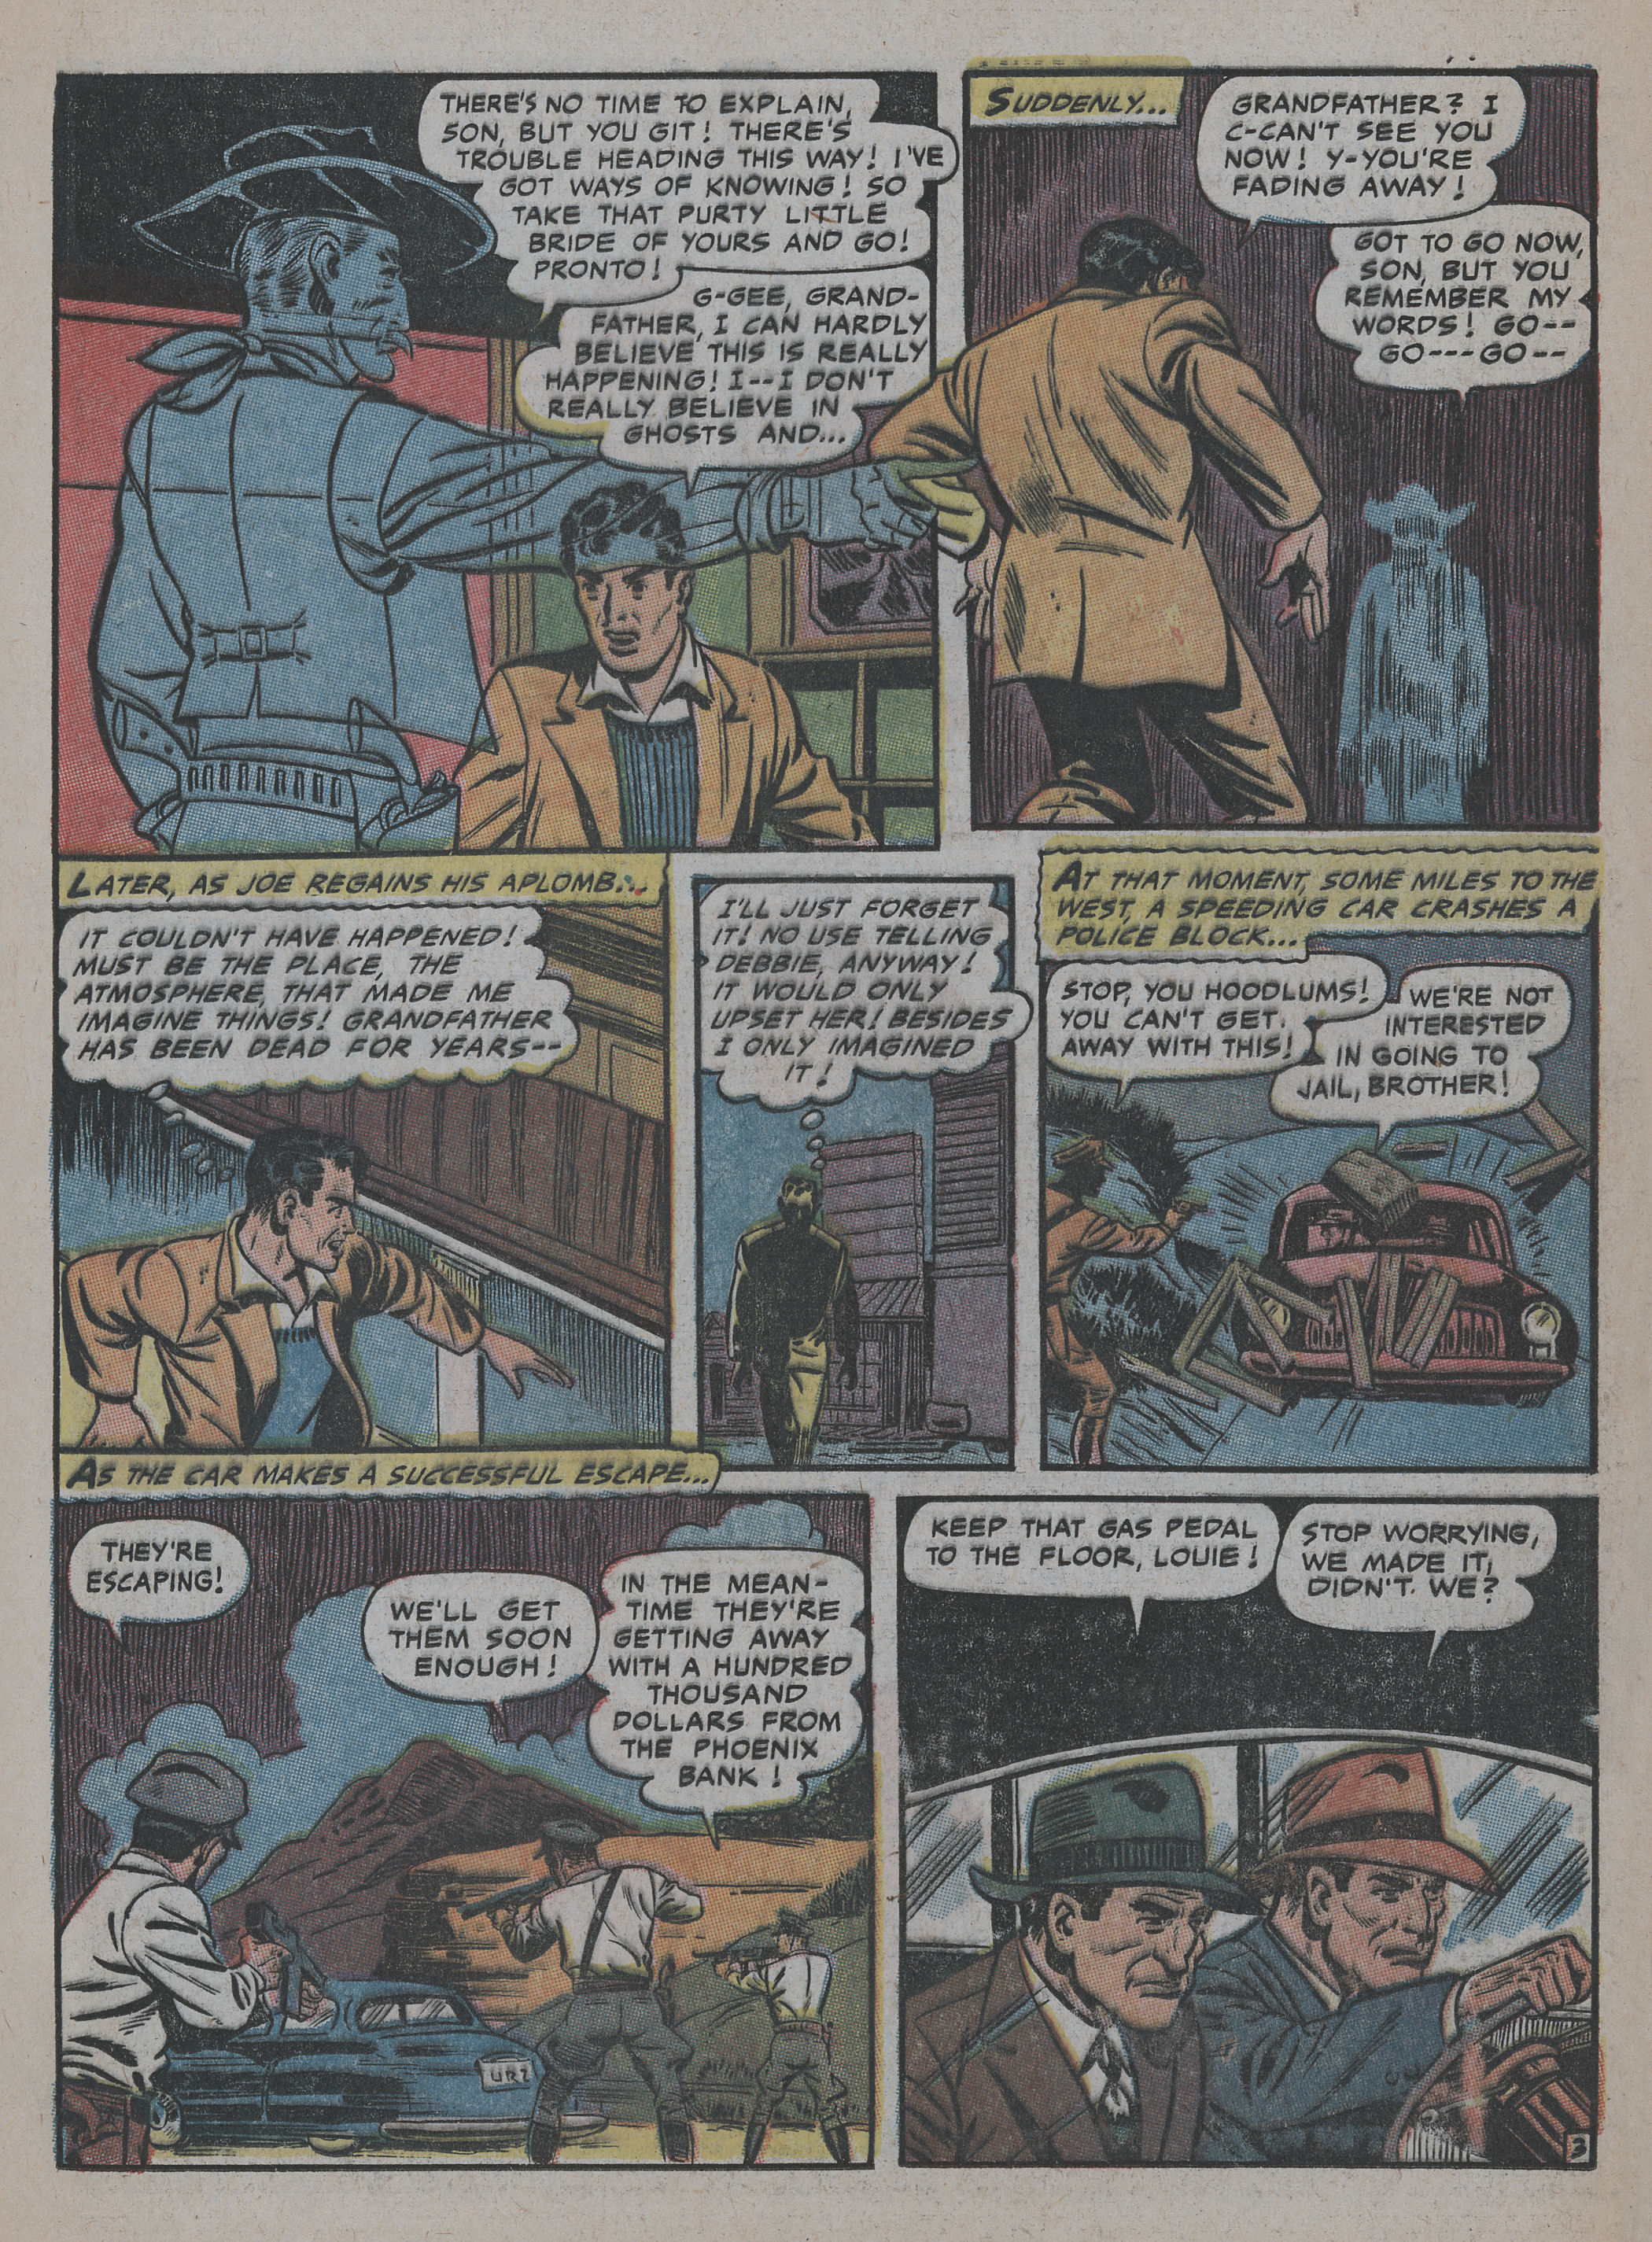 THERE'S NO TIME TO EXPLAIN,
SON, BUT YOU GIT! THERE'S
TROUBLE HEADING THIS WAY! I'VE
GOT WAYS OF KNOWING! SO
TAKE THAT PURTY LITTLE
BRIDE OF YOURS AND GO!
PRONTO!
G-GEE, GRAND-
FATHER, I CAN HARDLY
BELIEVE THIS IS REALLY
HAPPENING! I--I DON'T
REALLY BELIEVE IN
GHOSTS AND...
SUDDENLY...
GRANDFATHER? I
C-CAN'T SEE YOU
NOW! Y-YOU'RE
FADING AWAY!
GOT TO GO NOW,
SON, BUT YOU
REMEMBER MY
WORDS! GO--
GO---GO--
LATER, AS JOE REGAINS HIS APLOMB...
IT COULDN'T HAVE HAPPENED!
MUST BE THE PLACE, THE
ATMOSPHERE, THAT MADE ME
IMAGINE THINGS! GRANDFATHER
HAS BEEN DEAD FOR YEARS--
I'LL JUST FORGET
IT! NO USE TELLING
DEBBIE, ANYWAY!
IT WOULD ONLY
UPSET HER! BESIDES
I ONLY IMAGINED
IT!
AT THAT MOMENT, SOME MILES TO THE
WEST, A SPEEDING CAR CRASHES A
POLICE BLOCK...
STOP, YOU HOODLUMS!
YOU CAN'T GET
AWAY WITH THIS!
WE'RE NOT
INTERESTED
IN GOING TO
JAIL, BROTHER!
AS THE CAR MAKES A SUCCESSFUL ESCAPE...
THEY'RE
ESCAPING!
WE'LL GET
THEM SOON
ENOUGH!
IN THE MEAN-
TIME THEY'RE
GETTING AWAY
WITH A HUNDRED
THOUSAND
DOLLARS FROM
THE PHOENIX
BANK!
URZ
KEEP THAT GAS PEDAL
TO THE FLOOR, LOUIE!
STOP WORRYING,
WE MADE IT,
DIDN'T WE?
3